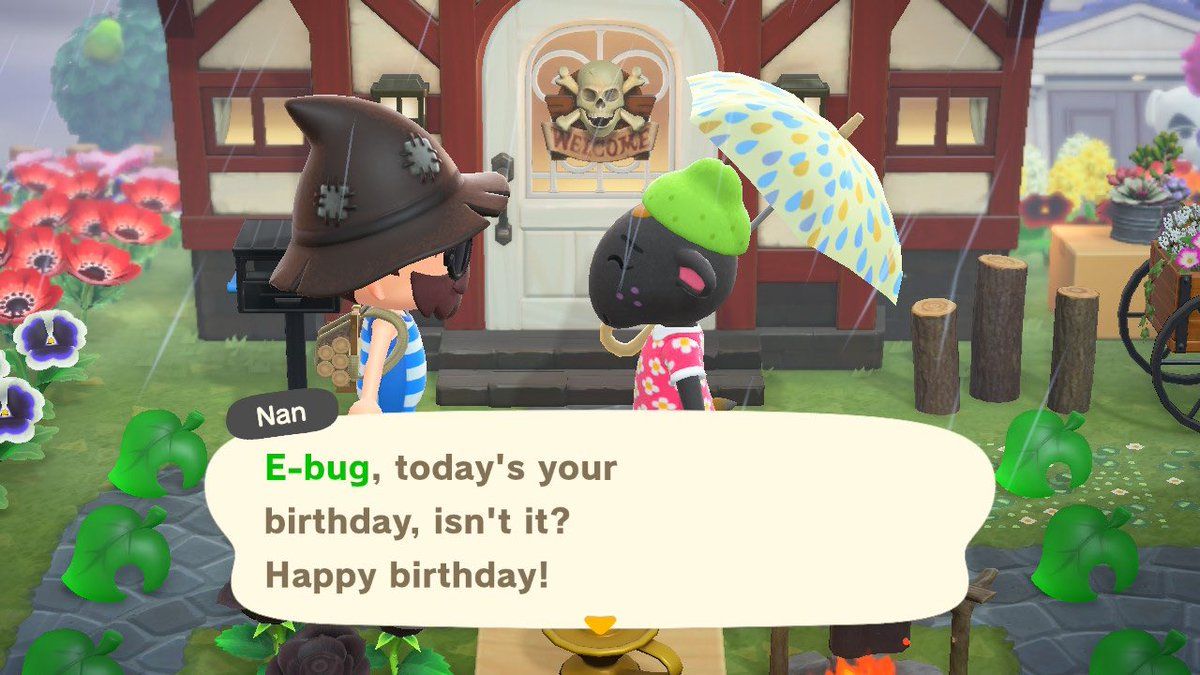 WELCOME
Nan
E-bug, today's your
birthday, isn't it?
Happy birthday!